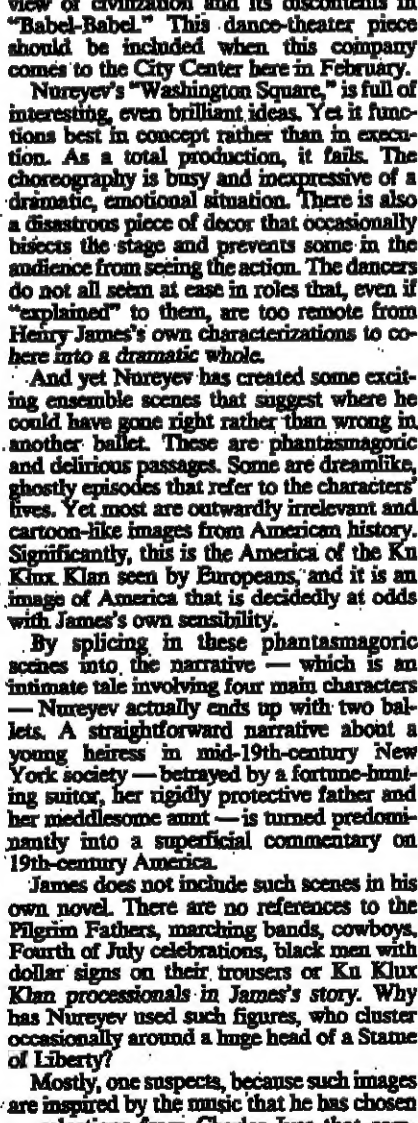 view of civilization and its discontents in
"Babel-Babel." This dance-theater piece
should be included when this company
comes to the City Center here in February.
Nureyev's "Washington Square," is full of
interesting, even brilliant ideas. Yet it func-
tions best in concept rather than in execu-
tion. As a total production, it fails. The
choreography is busy and inexpressive of a
dramatic, emotional situation. There is also
a disastrous piece of decor that occasionally
bisects the stage and prevents some in the
audience from seeing the action. The dancers
do not all seem at ease in roles that, even if
"explained" to them, are too remote from
Henry James's own characterizations to co-
here into a dramatic whole.
And yet Nureyev has created some excit-
ing ensemble scenes that suggest where he
could have gone right rather than wrong in
another ballet. These are phantasmagoric
and delirious passages. Some are dreamlike,
ghostly episodes that refer to the characters'
lives. Yet most are outwardly irrelevant and
cartoon-like images from American history.
Significantly, this is the America of the Ku
Klux Klan seen by Europeans, and it is an
image of America that is decidedly at odds
with James's own sensibility.
By splicing in these phantasmagoric
scenes into the narrative — which is an
intimate tale involving four main characters
— Nureyev actually ends up with two bal-
lets. A straightforward narrative about a
young heiress in mid-19th-century New
York society — betrayed by a fortune-hunt-
ing suitor, her rigidly protective father and
her meddlesome aunt — is turned predomi-
nantly into a superficial commentary on
19th-century America.
James does not include such scenes in his
own novel. There are no references to the
Pilgrim Fathers, marching bands, cowboys,
Fourth of July celebrations, black men with
dollar signs on their trousers or Ku Klux
Klan processionals in James's story. Why
has Nureyev used such figures, who cluster
occasionally around a huge head of a Statue
of Liberty?
Mostly, one suspects, because such images
are inspired by the music that he has chosen
from Charles Ives that